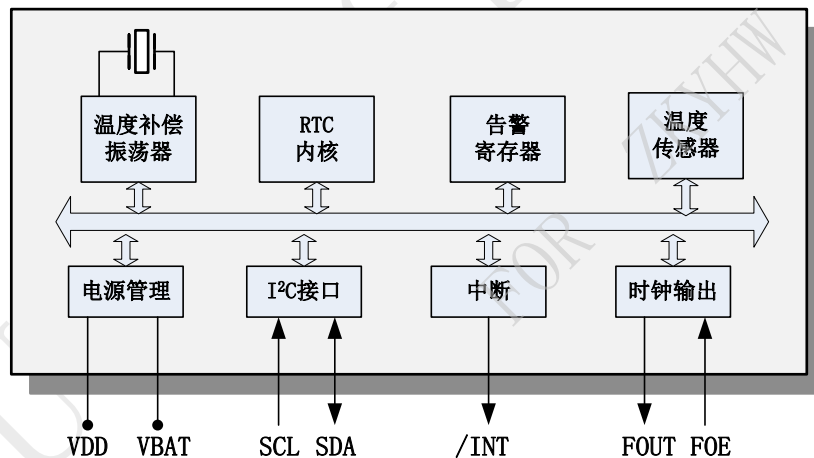 温度补偿
振荡器
RTC
内核
告警
寄存器
温度
传感器
电源管理
I²C接口
中断
时钟输出
VDD VBAT SCL SDA /INT FOUT FOE
FOR
ZKYHW